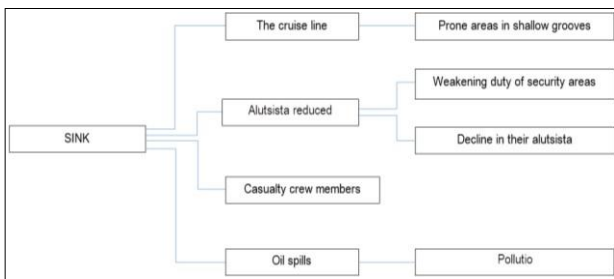 The cruise line
Prone areas in shallow grooves
Weakening duty of security areas
Alutsista reduced
SINK
Decline in their alutsista
Casualty crew members
Oil spills
Pollutio